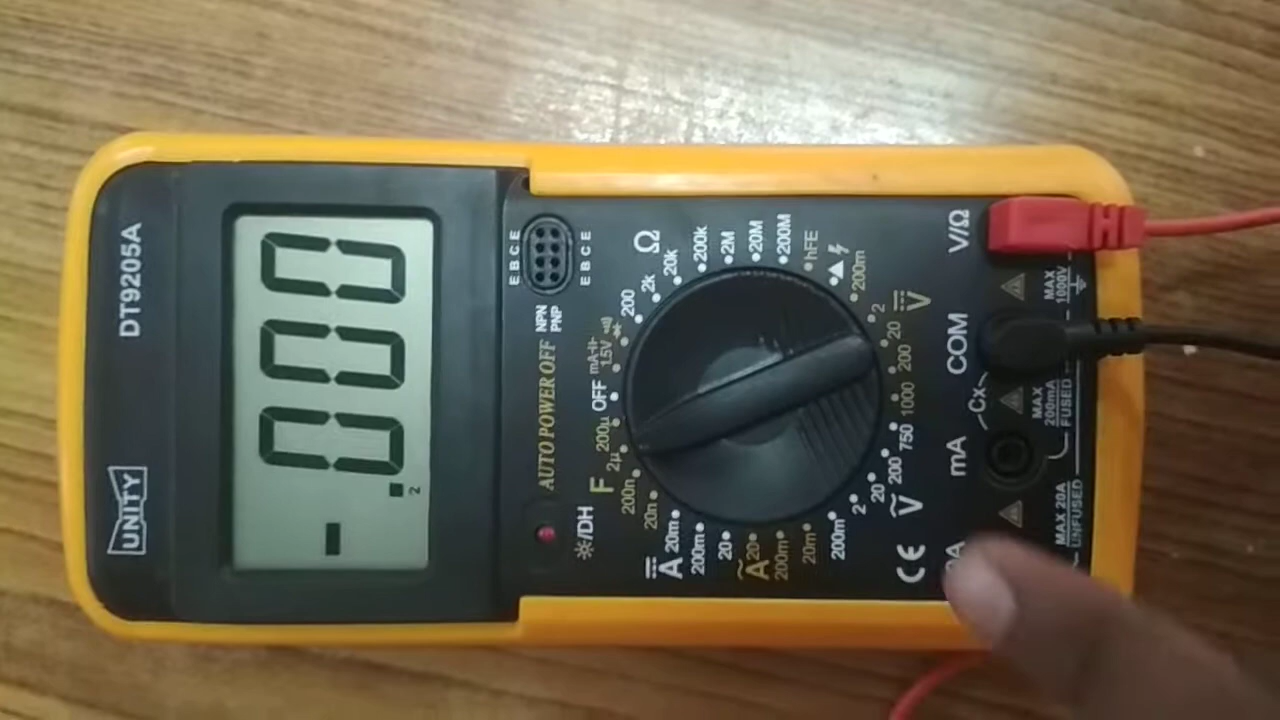 UNITY DT9205A
- .000
2
E B C E
AUTO POWER OFF
NPN
PNP
E B C E
☀/DH
F
200n 2µ 200µ OFF
1.5V
200
2k
Ω
20k
200k
2M
20M
200M
hFE
20n
A
20m
200m
20
A
20
200m
20m
200m
2
20
200
V
750
1000
200
20
2
V
200m
CE
Cx
A mA COM V/Ω
MAX 20A
UNFUSED
MAX
200mA
FUSED
MAX
1000V